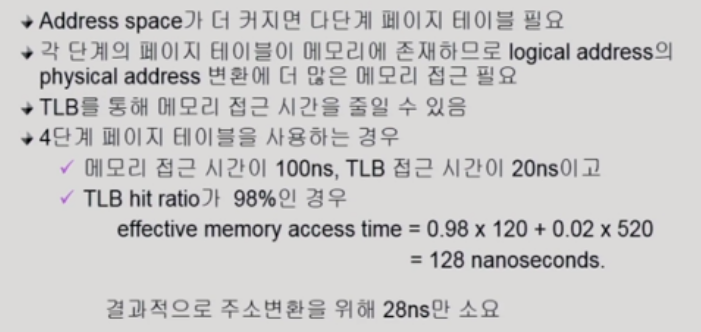 Address space가 더 커지면 다단계 페이지 테이블 필요
각 단계의 페이지 테이블이 메모리에 존재하므로 logical address의
physical address 변환에 더 많은 메모리 접근 필요
TLB를 통해 메모리 접근 시간을 줄일 수 있음
4단계 페이지 테이블을 사용하는 경우
✓ 메모리 접근 시간이 100ns, TLB 접근 시간이 20ns이고
✓ TLB hit ratio가 98%인 경우
effective memory access time = 0.98 x 120 + 0.02 x 520
= 128 nanoseconds.
결과적으로 주소변환을 위해 28ns만 소요